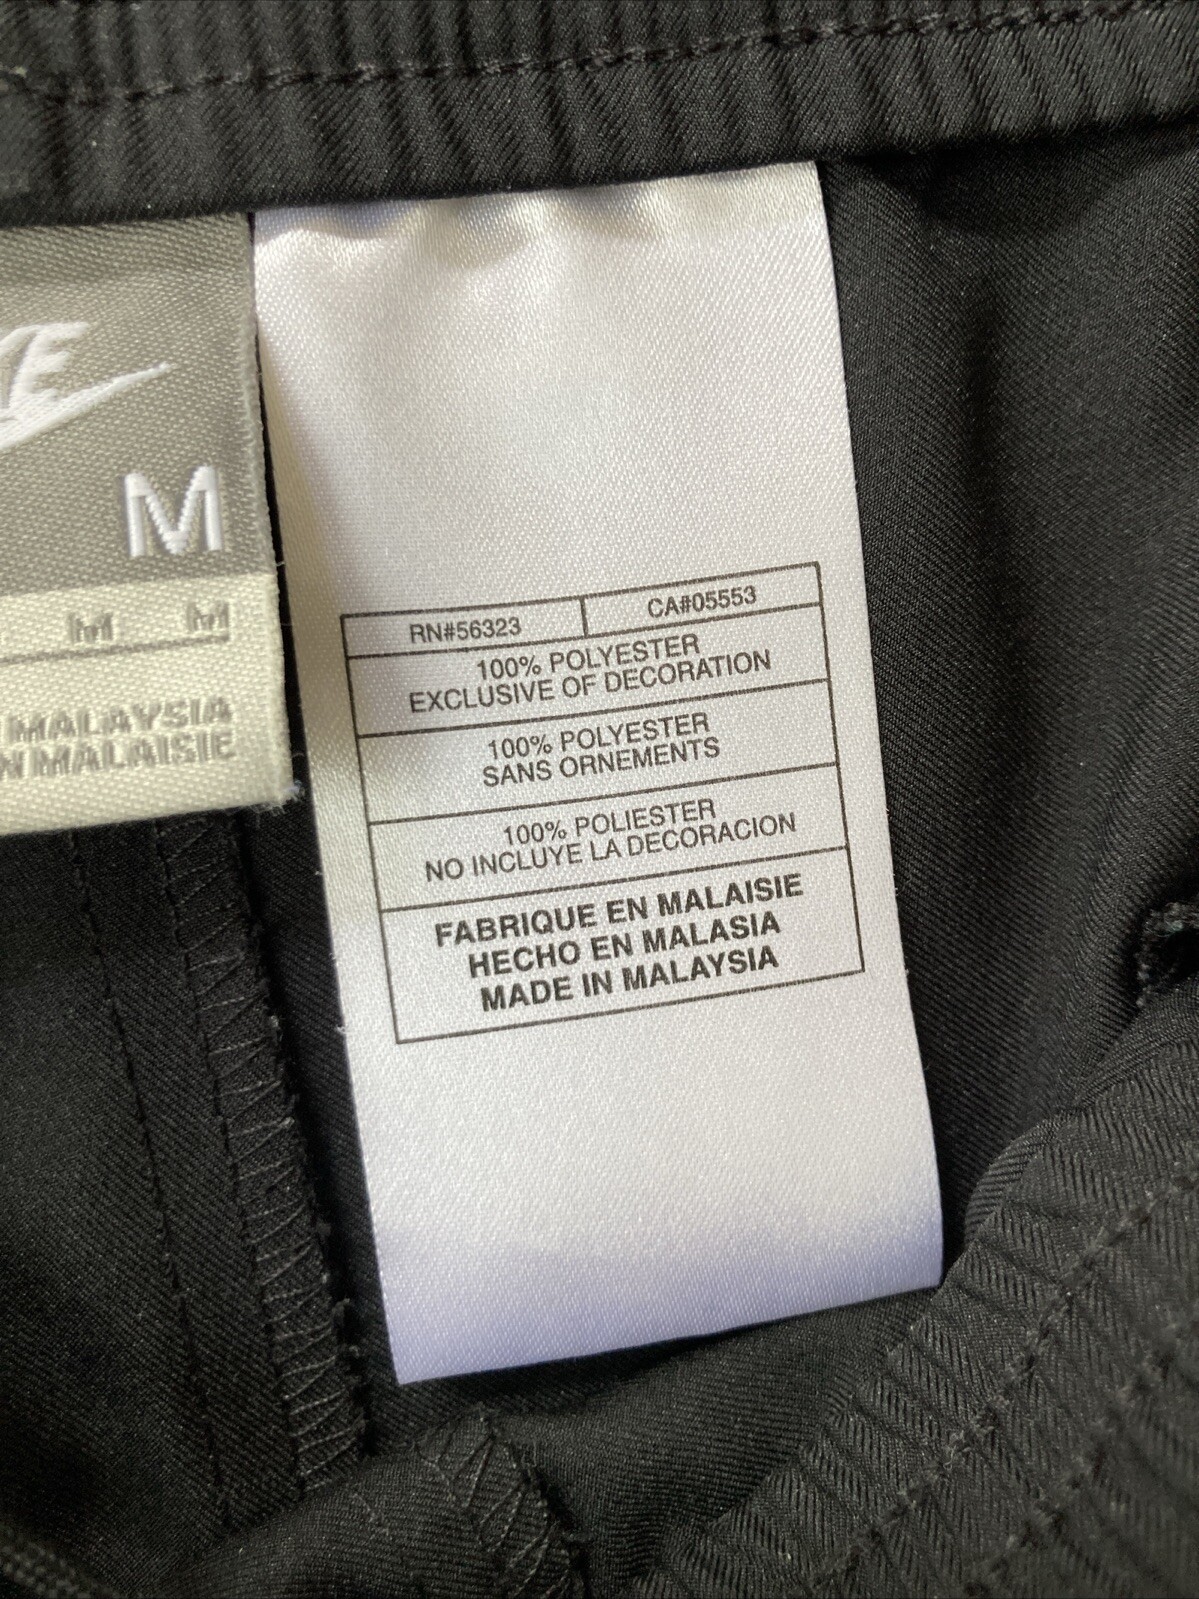 M
M M
MALAYSIA
MALAISIE
RN#56323 CA#05553
100% POLYESTER
EXCLUSIVE OF DECORATION
100% POLYESTER
SANS ORNEMENTS
100% POLIESTER
NO INCLUYE LA DECORACION
FABRIQUE EN MALAISIE
HECHO EN MALASIA
MADE IN MALAYSIA